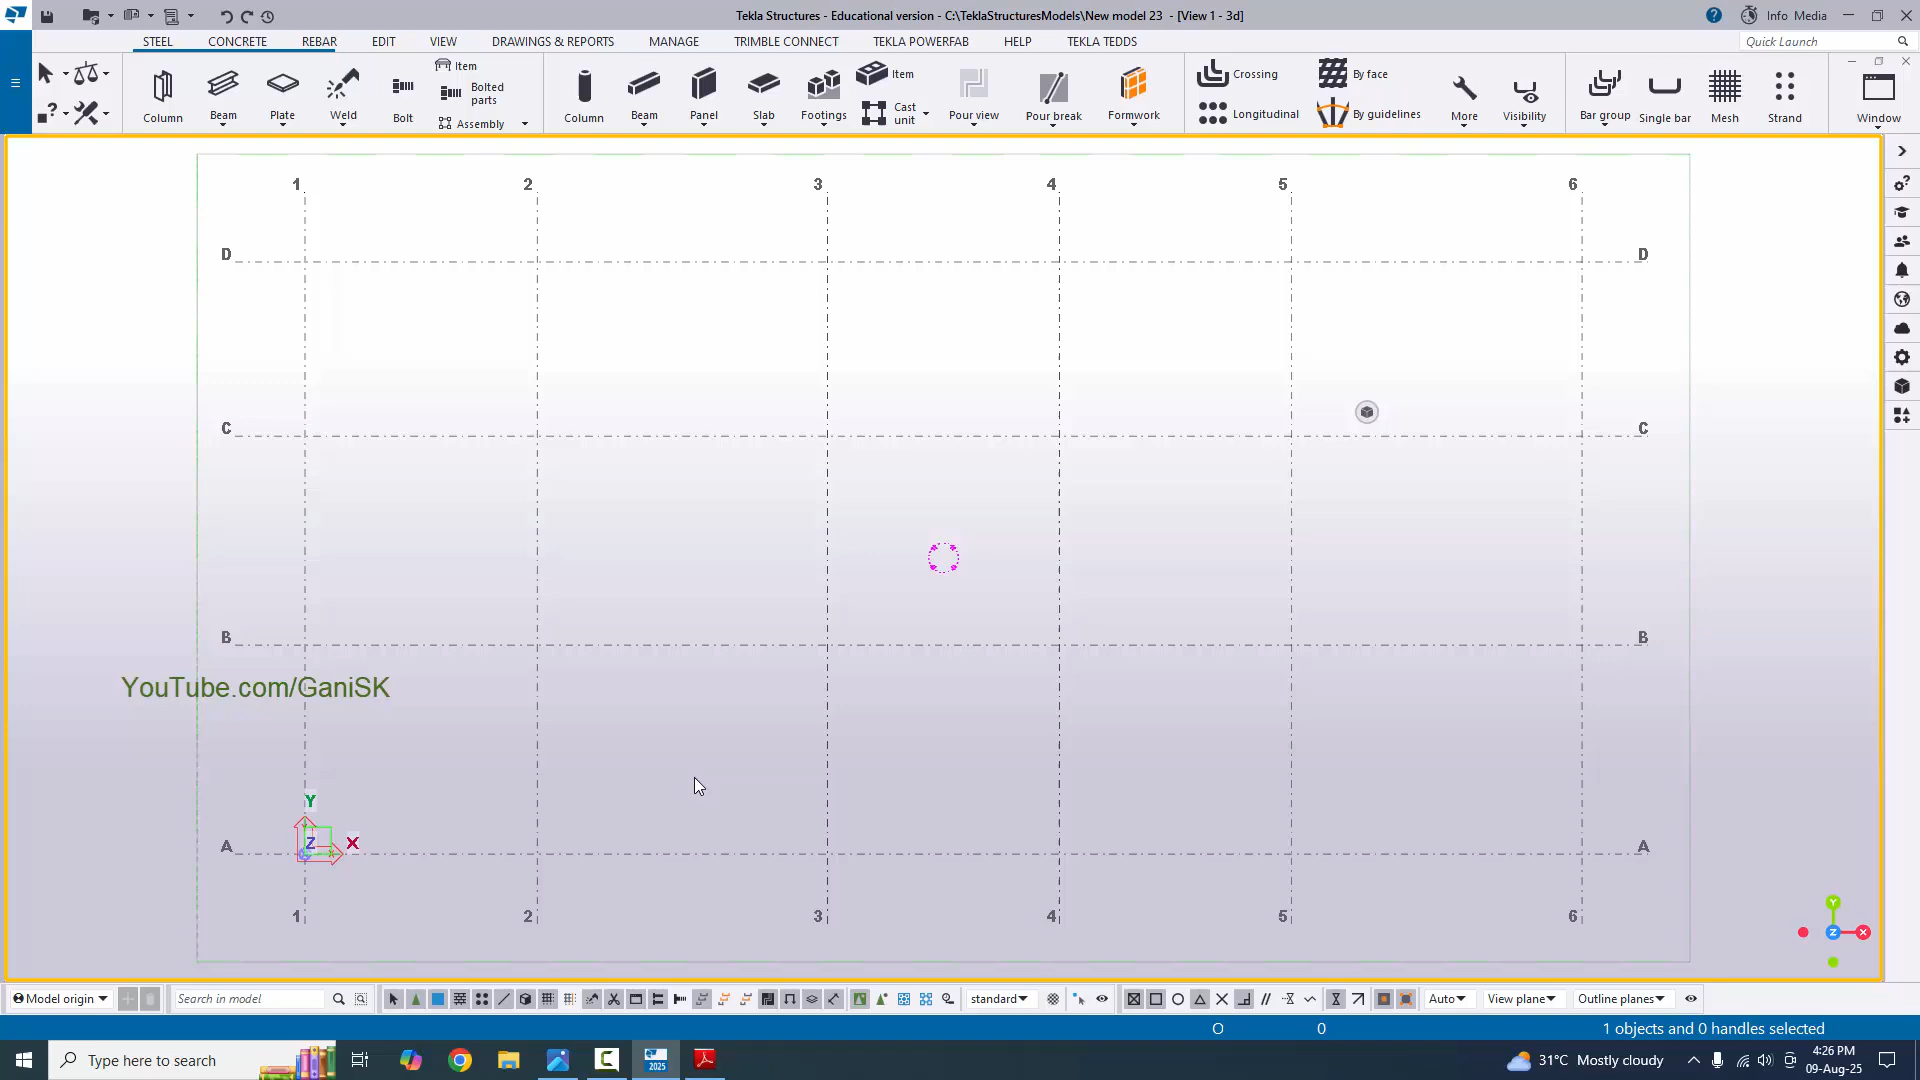 Tekla Structures - Educational version - C:\TeklaStructuresModels\New model 23 - [View 1 - 3d]
Info Media
STEEL CONCRETE REBAR EDIT VIEW DRAWINGS & REPORTS MANAGE TRIMBLE CONNECT TEKLA POWERFAB HELP TEKLA TEDDS
Quick Launch
Column Beam Plate Weld Bolt
Item
Bolted parts
Assembly
Column Beam Panel Slab Footings
Item
Cast unit
Pour view Pour break Formwork
Crossing
Longitudinal
By face
By guidelines
More Visibility Bar group Single bar Mesh Strand Window
1 2 3 4 5 6
D D
C C
B B
YouTube.com/GaniSK
Y
Z X
A A
1 2 3 4 5 6
Y
Z X
Model origin
Search in model
standard
Auto
View plane
Outline planes
O 0 1 objects and 0 handles selected
Type here to search
2025
31°C Mostly cloudy
4:26 PM
09-Aug-25